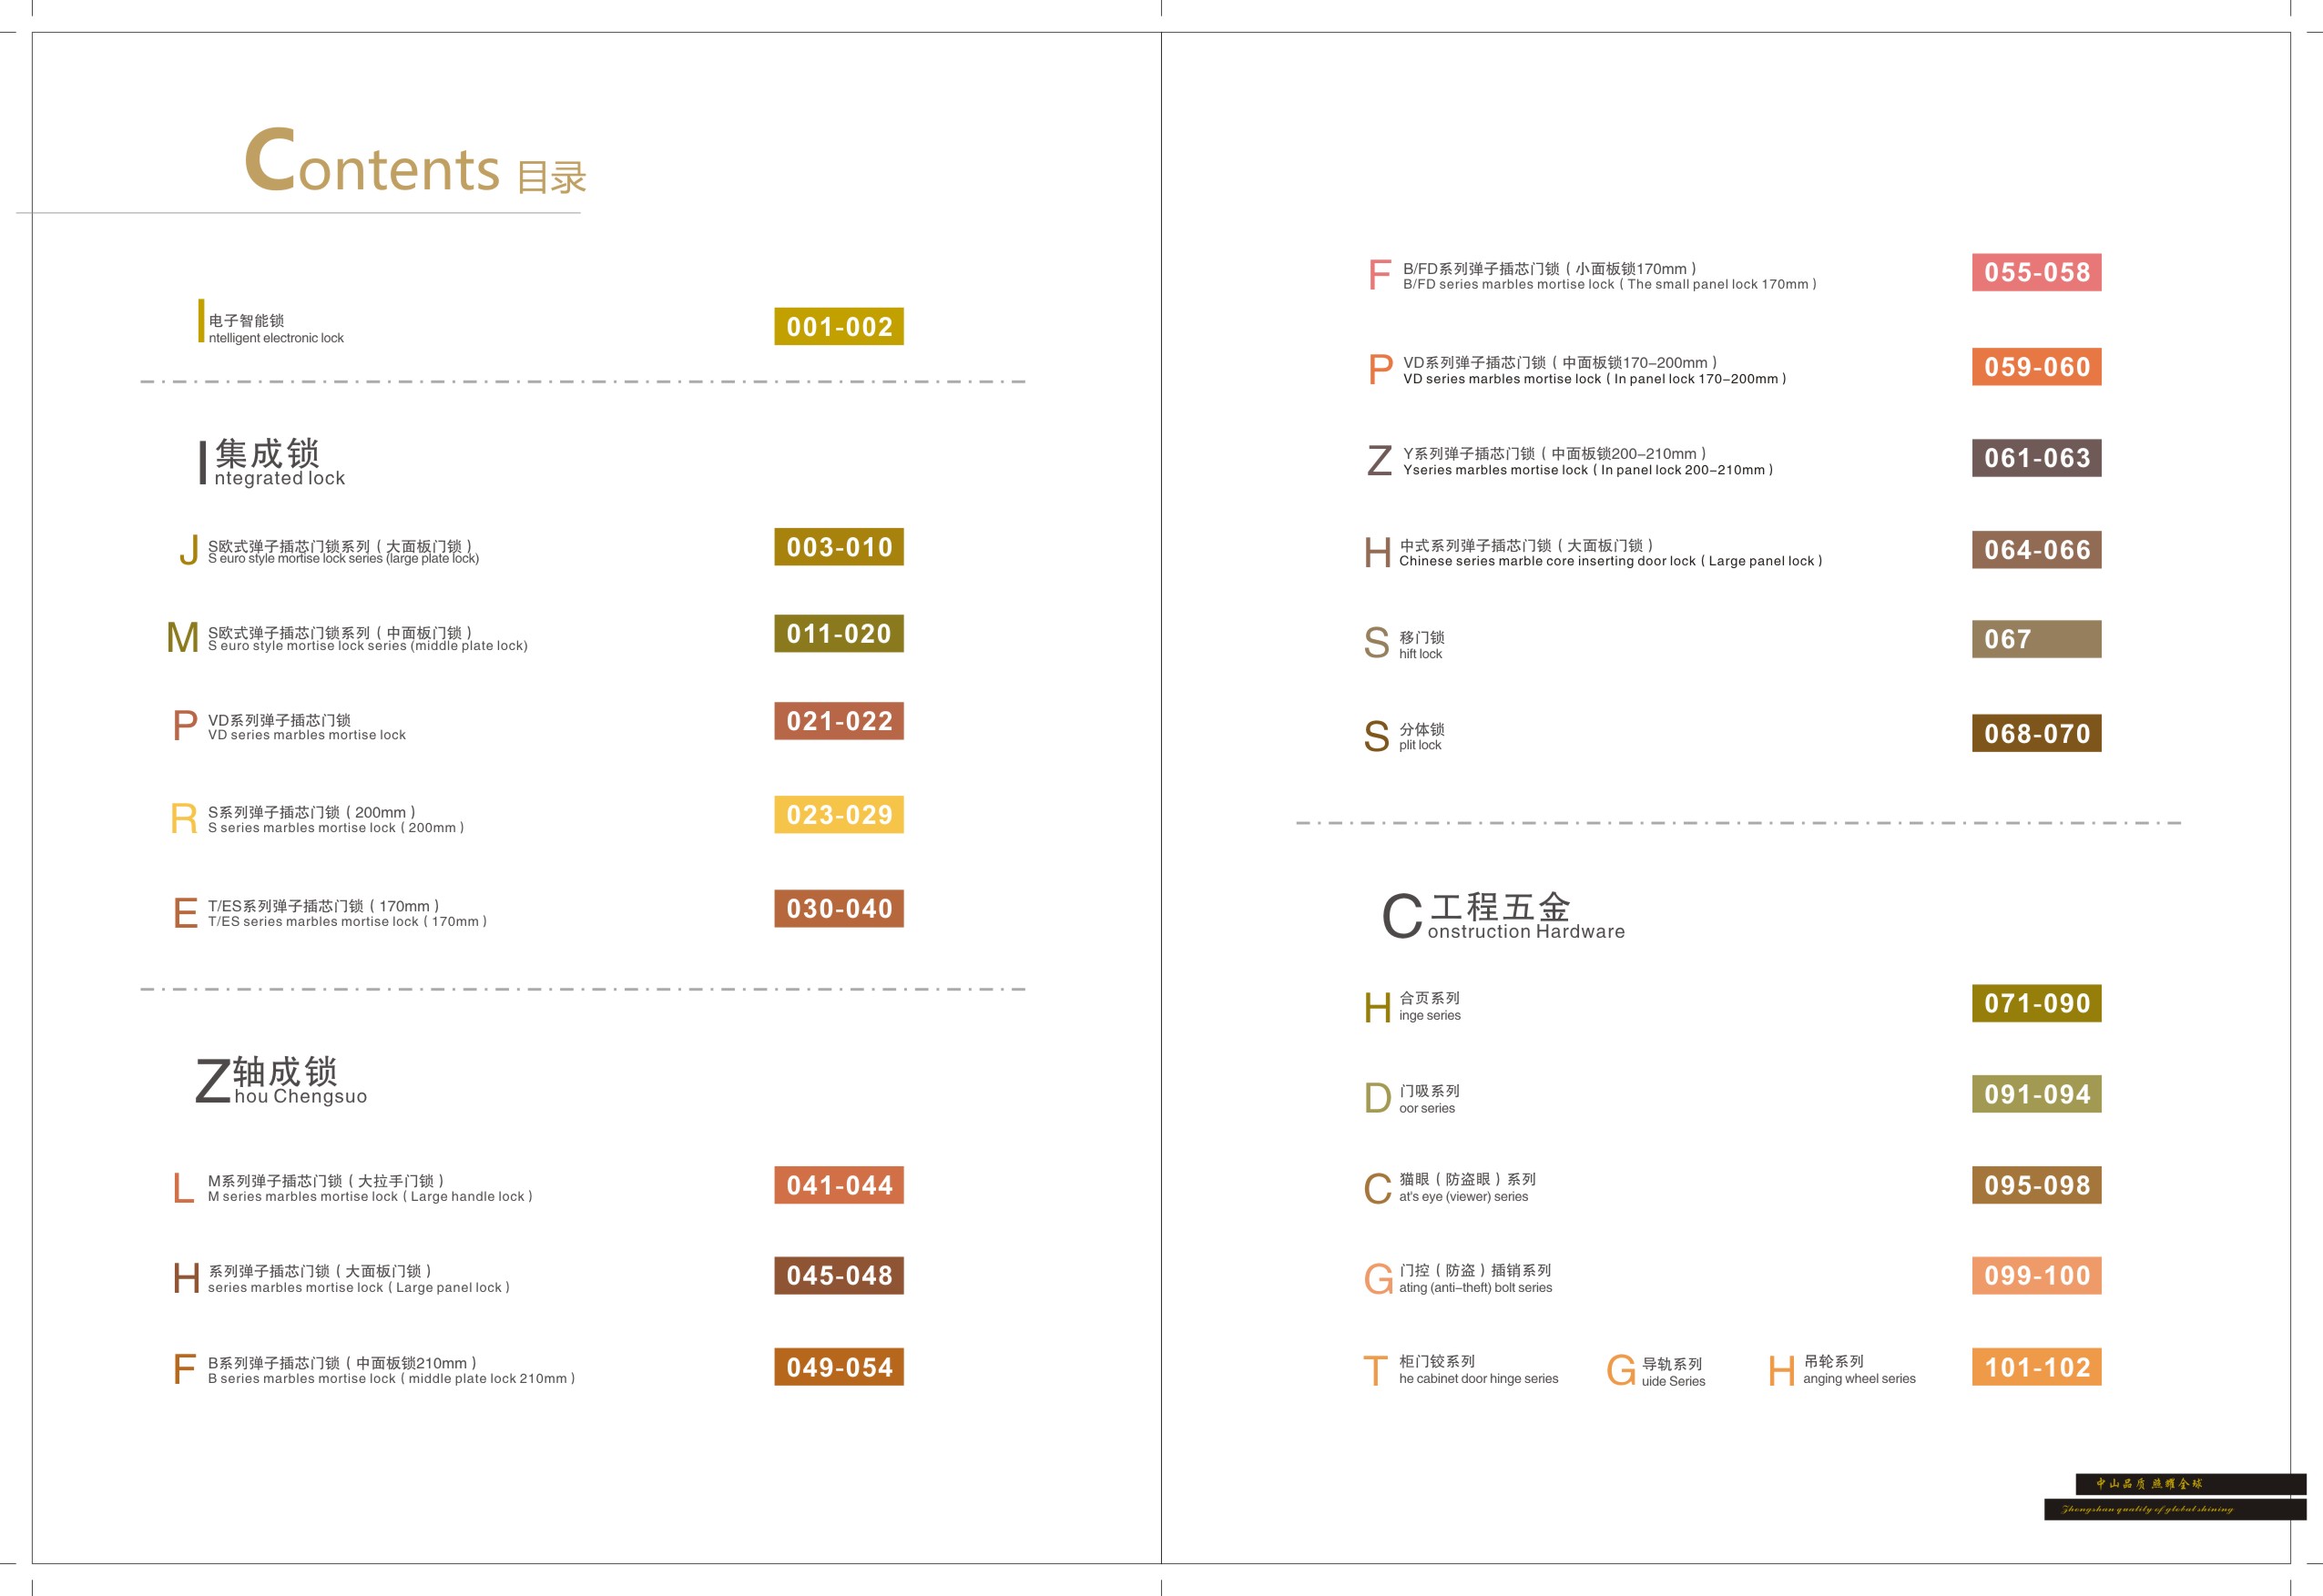 Contents 目录
电子智能锁
Intelligent electronic lock
001-002
集成锁
Integrated lock
J S欧式弹子插芯门锁系列（大面板门锁）
S euro style mortise lock series (large plate lock)
003-010
M S欧式弹子插芯门锁系列（中面板门锁）
S euro style mortise lock series (middle plate lock)
011-020
P VD系列弹子插芯门锁
VD series marbles mortise lock
021-022
R S系列弹子插芯门锁（200mm）
S series marbles mortise lock（200mm）
023-029
E T/ES系列弹子插芯门锁（170mm）
T/ES series marbles mortise lock（170mm）
030-040
轴成锁
Zhou Chengsuo
L M系列弹子插芯门锁（大拉手门锁）
M series marbles mortise lock（Large handle lock）
041-044
H 系列弹子插芯门锁（大面板门锁）
series marbles mortise lock（Large panel lock）
045-048
F B系列弹子插芯门锁（中面板锁210mm）
B series marbles mortise lock（middle plate lock 210mm）
049-054
F B/FD系列弹子插芯门锁（小面板锁170mm）
B/FD series marbles mortise lock（The small panel lock 170mm）
055-058
P VD系列弹子插芯门锁（中面板锁170-200mm）
VD series marbles mortise lock（In panel lock 170-200mm）
059-060
Z Y系列弹子插芯门锁（中面板锁200-210mm）
Yseries marbles mortise lock（In panel lock 200-210mm）
061-063
H 中式系列弹子插芯门锁（大面板门锁）
Chinese series marble core inserting door lock（Large panel lock）
064-066
移门锁
Shift lock
067
分体锁
Split lock
068-070
工程五金
Construction Hardware
合页系列
Hinge series
071-090
门吸系列
Door series
091-094
猫眼（防盗眼）系列
Cat's eye (viewer) series
095-098
门控（防盗）插销系列
Gating (anti-theft) bolt series
099-100
柜门铰系列
The cabinet door hinge series
导轨系列
Guide Series
吊轮系列
Hanging wheel series
101-102
中山品质 燕耀全球
Zhongshan quality of global shining